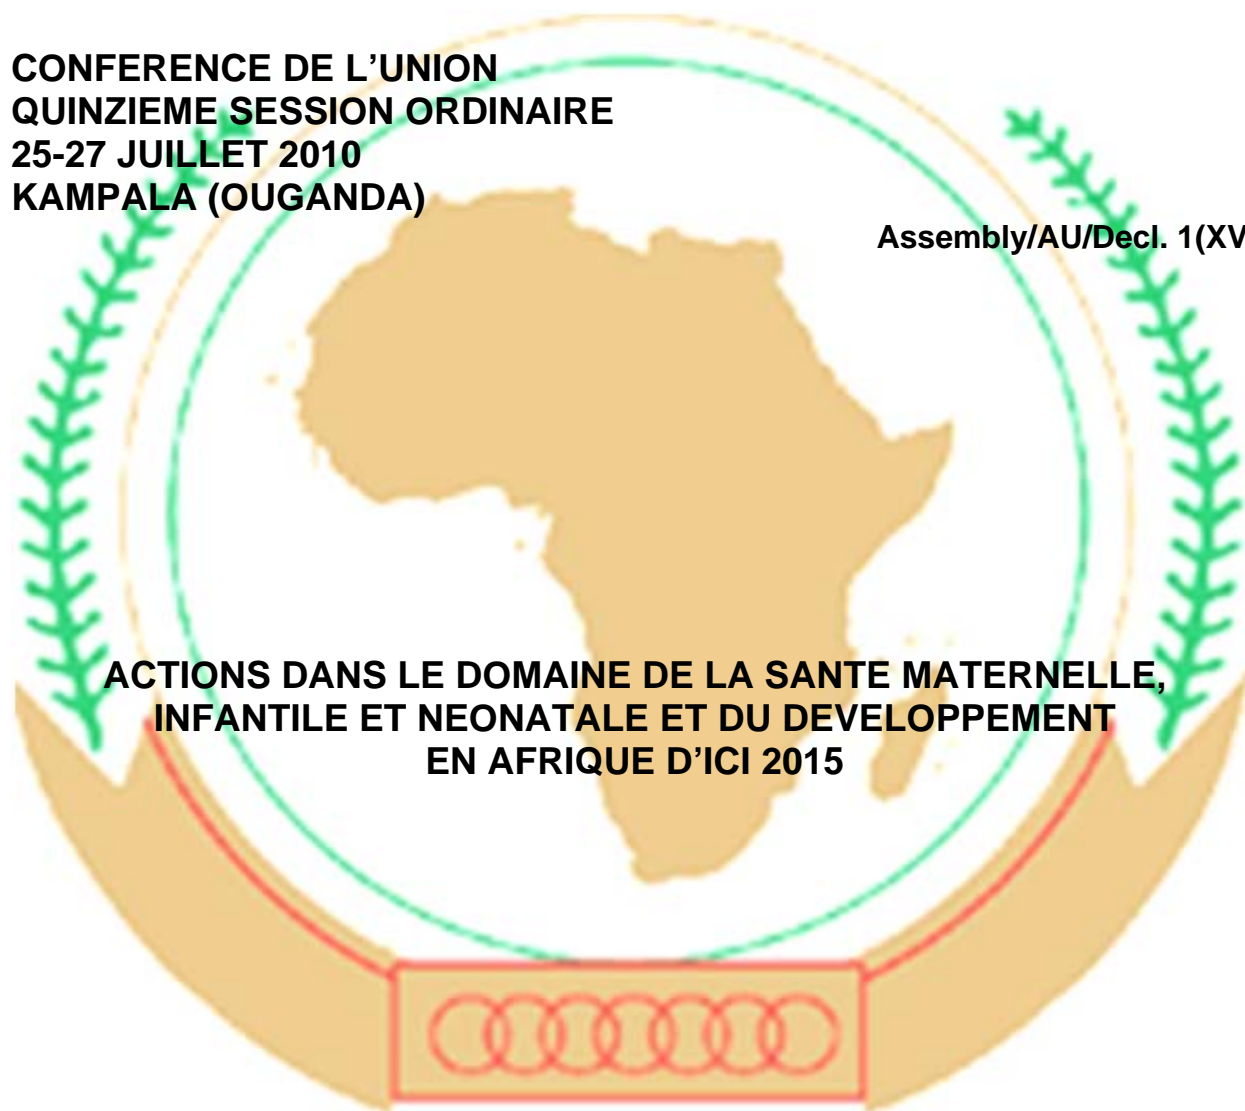 CONFERENCE DE L’UNION
QUINZIEME SESSION ORDINAIRE
25-27 JUILLET 2010
KAMPALA (OUGANDA)
Assembly/AU/Decl. 1(XV
ACTIONS DANS LE DOMAINE DE LA SANTE MATERNELLE,
INFANTILE ET NEONATALE ET DU DEVELOPPEMENT
EN AFRIQUE D’ICI 2015